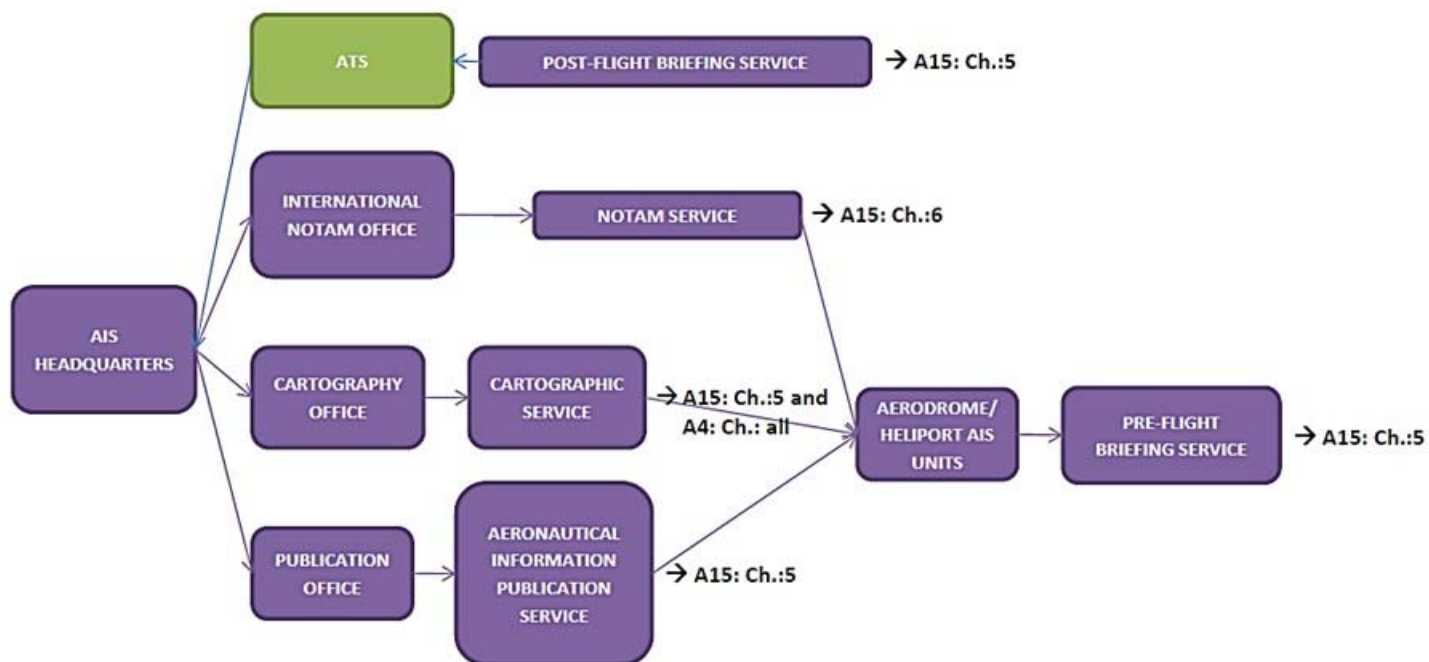 ATS
POST-FLIGHT BRIEFING SERVICE
→ A15: Ch.:5
INTERNATIONAL
NOTAM OFFICE
NOTAM SERVICE
→ A15: Ch.:6
AIS
HEADQUARTERS
CARTOGRAPHY
OFFICE
CARTOGRAPHIC
SERVICE
→ A15: Ch.:5 and
A4: Ch.: all
AERODROME/
HELIPORT AIS
UNITS
PRE-FLIGHT
BRIEFING SERVICE
→ A15: Ch.:5
PUBLICATION
OFFICE
AERONAUTICAL
INFORMATION
PUBLICATION
SERVICE
→ A15: Ch.:5